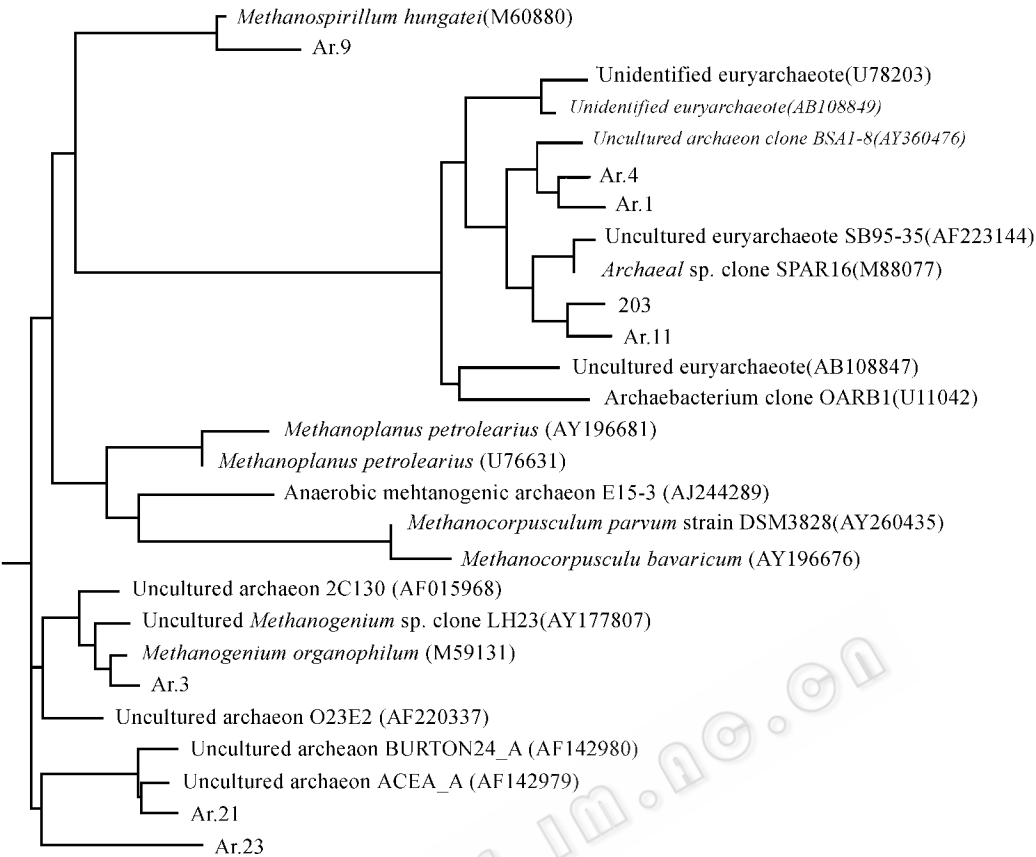 Methanospirillum hungatei(M60880)
Ar.9
Unidentified euryarchaeote(U78203)
Unidentified euryarchaeote(AB108849)
Uncultured archaeon clone BSA1-8(AY360476)
Ar.4
Ar.1
Uncultured euryarchaeote SB95-35(AF223144)
Archaeal sp. clone SPAR16(M88077)
203
Ar.11
Uncultured euryarchaeote(AB108847)
Archaebacterium clone OARB1(U11042)
Methanoplanus petrolearius (AY196681)
Methanoplanus petrolearius (U76631)
Anaerobic mehtanogenic archaeon E15-3 (AJ244289)
Methanocorpusculum parvum strain DSM3828(AY260435)
Methanocorpusculu bavaricum (AY196676)
Uncultured archaeon 2C130 (AF015968)
Uncultured Methanogenium sp. clone LH23(AY177807)
Methanogenium organophilum (M59131)
Ar.3
Uncultured archaeon O23E2 (AF220337)
Uncultured archeaon BURTON24_A (AF142980)
Uncultured archaeon ACEA_A (AF142979)
Ar.21
Ar.23
.im.ac.cn